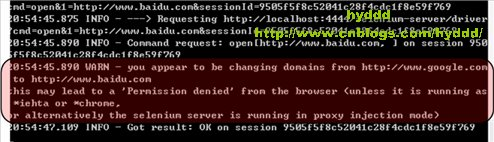 ?cmd=open&1=http://www.baidu.com&sessionId=9505f5f8c52041c28f4cdc1f8e59f769
20:54:45.875 INFO - ---> Requesting http://localhost:4444/selenium-server/driver
?cmd=open&1=http://www.baidu.com&sessionId=9505f5f8c52041c28f4cdc1f8e59f769
20:54:45.890 INFO - Command request: open[http://www.baidu.com, ] on session 950
5f5f8c52041c28f4cdc1f8e59f769
20:54:45.890 WARN - you appear to be changing domains from http://www.google.com
to http://www.baidu.com
this may lead to a 'Permission denied' from the browser (unless it is running as
*iehta or *chrome,
or alternatively the selenium server is running in proxy injection mode)
20:54:47.109 INFO - Got result: OK on session 9505f5f8c52041c28f4cdc1f8e59f769
hyddd
http://www.cnblogs.com/hyddd/